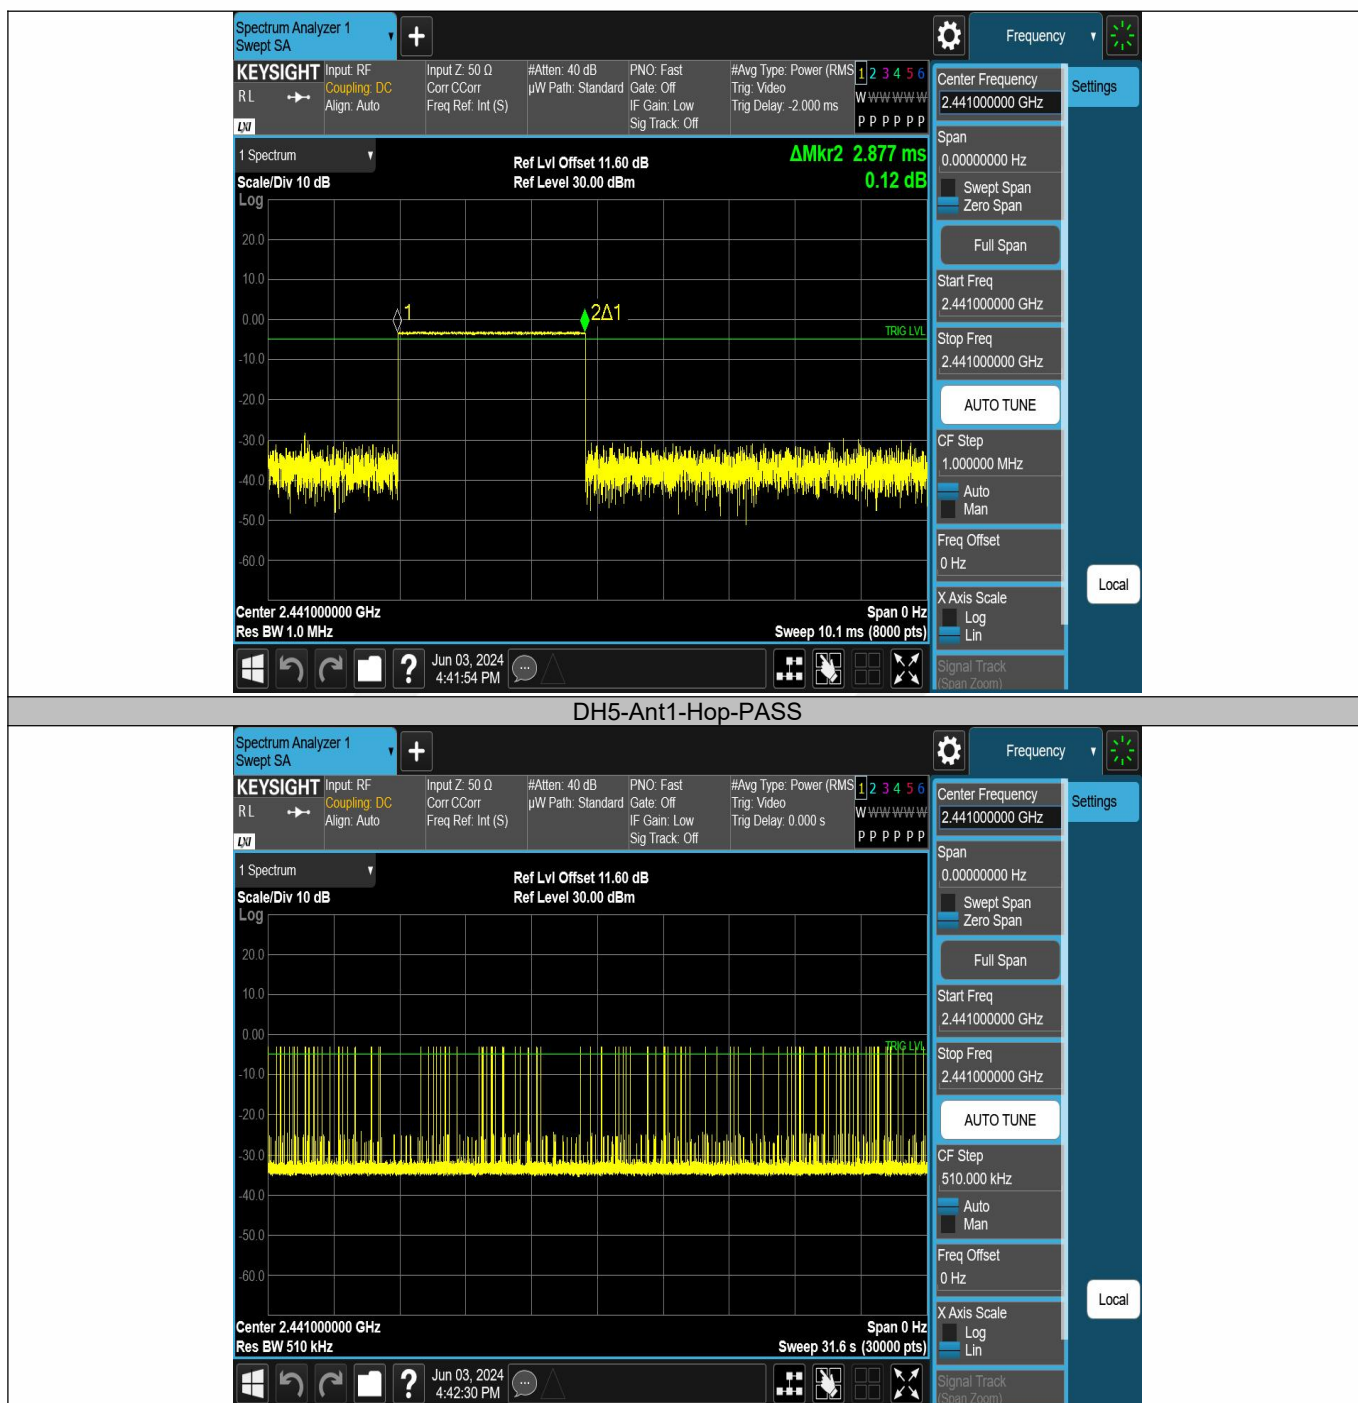 Spectrum Analyzer 1
Swept SA
Frequency
KEYSIGHT
R L
LXI
Input: RF
Coupling: DC
Align: Auto
Input Z: 50 Ω
Corr CCorr
Freq Ref: Int (S)
#Atten: 40 dB
µW Path: Standard
PNO: Fast
Gate: Off
IF Gain: Low
Sig Track: Off
#Avg Type: Power (RMS
Trig: Video
Trig Delay: -2.000 ms
1 2 3 4 5 6
W W W W W W
P P P P P P
Center Frequency
2.441000000 GHz
Settings
1 Spectrum
Scale/Div 10 dB
Log
Ref Lvl Offset 11.60 dB
Ref Level 30.00 dBm
ΔMkr2 2.877 ms
0.12 dB
Span
0.00000000 Hz
Swept Span
Zero Span
Full Span
Start Freq
2.441000000 GHz
Stop Freq
2.441000000 GHz
AUTO TUNE
CF Step
1.000000 MHz
Auto
Man
Freq Offset
0 Hz
X Axis Scale
Log
Lin
Signal Track
(Span Zoom)
Local
20.0
10.0
0.00
-10.0
-20.0
-30.0
-40.0
-50.0
-60.0
1
2Δ1
TRIG LVL
Center 2.441000000 GHz
Res BW 1.0 MHz
Span 0 Hz
Sweep 10.1 ms (8000 pts)
Jun 03, 2024
4:41:54 PM
DH5-Ant1-Hop-PASS
Spectrum Analyzer 1
Swept SA
Frequency
KEYSIGHT
R L
LXI
Input: RF
Coupling: DC
Align: Auto
Input Z: 50 Ω
Corr CCorr
Freq Ref: Int (S)
#Atten: 40 dB
µW Path: Standard
PNO: Fast
Gate: Off
IF Gain: Low
Sig Track: Off
#Avg Type: Power (RMS
Trig: Video
Trig Delay: 0.000 s
1 2 3 4 5 6
W W W W W W
P P P P P P
Center Frequency
2.441000000 GHz
Settings
1 Spectrum
Scale/Div 10 dB
Log
Ref Lvl Offset 11.60 dB
Ref Level 30.00 dBm
Span
0.00000000 Hz
Swept Span
Zero Span
Full Span
Start Freq
2.441000000 GHz
Stop Freq
2.441000000 GHz
AUTO TUNE
CF Step
510.000 kHz
Auto
Man
Freq Offset
0 Hz
X Axis Scale
Log
Lin
Signal Track
(Span Zoom)
Local
20.0
10.0
0.00
-10.0
-20.0
-30.0
-40.0
-50.0
-60.0
TRIG LVL
Center 2.441000000 GHz
Res BW 510 kHz
Span 0 Hz
Sweep 31.6 s (30000 pts)
Jun 03, 2024
4:42:30 PM